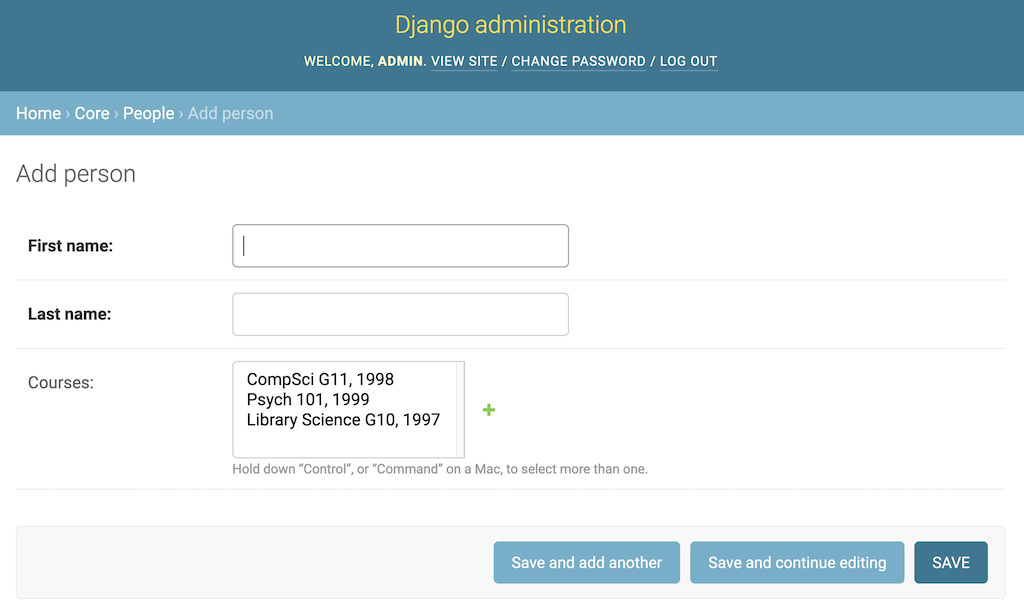 Django administration
WELCOME, ADMIN. VIEW SITE / CHANGE PASSWORD / LOG OUT
Home › Core › People › Add person
Add person
First name:
Last name:
Courses:
CompSci G11, 1998
Psych 101, 1999
Library Science G10, 1997
Hold down “Control”, or “Command” on a Mac, to select more than one.
Save and add another
Save and continue editing
SAVE